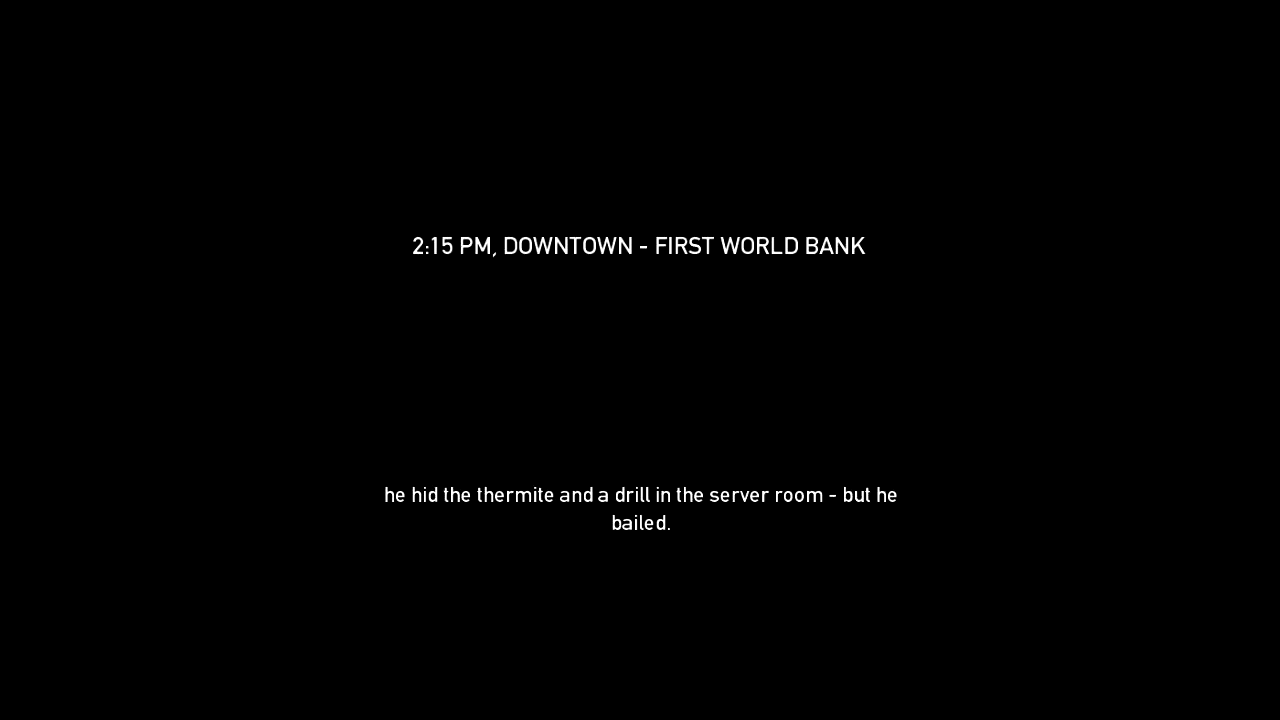 2:15 PM, DOWNTOWN - FIRST WORLD BANK
he hid the thermite and a drill in the server room - but he
bailed.